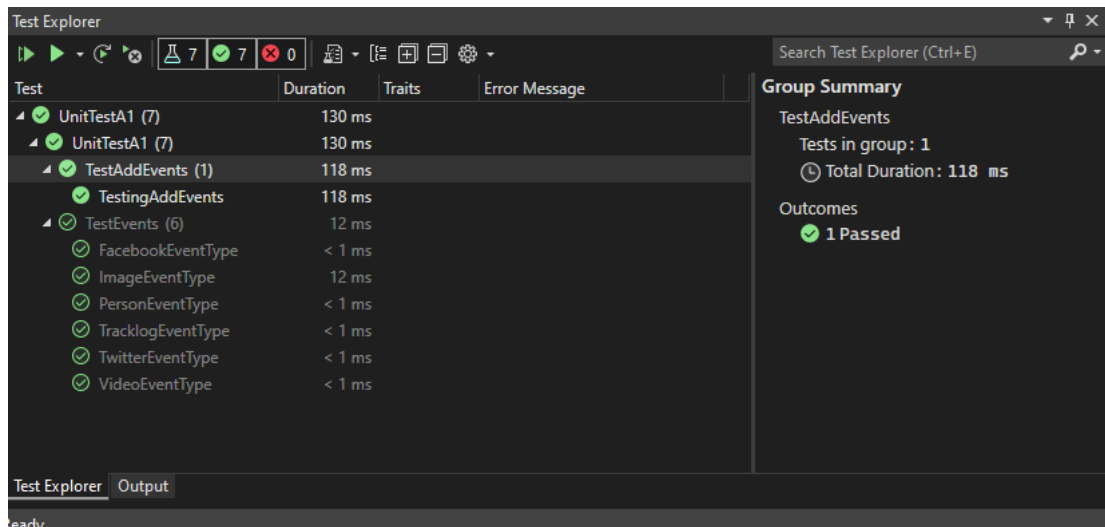 Test Explorer
7 7 0
Search Test Explorer (Ctrl+E)
Test Duration Traits Error Message
UnitTestA1 (7) 130 ms
UnitTestA1 (7) 130 ms
TestAddEvents (1) 118 ms
TestingAddEvents 118 ms
TestEvents (6) 12 ms
FacebookEventType < 1 ms
ImageEventType 12 ms
PersonEventType < 1 ms
TracklogEventType < 1 ms
TwitterEventType < 1 ms
VideoEventType < 1 ms
Group Summary
TestAddEvents
Tests in group: 1
Total Duration: 118 ms
Outcomes
1 Passed
Test Explorer Output
eady